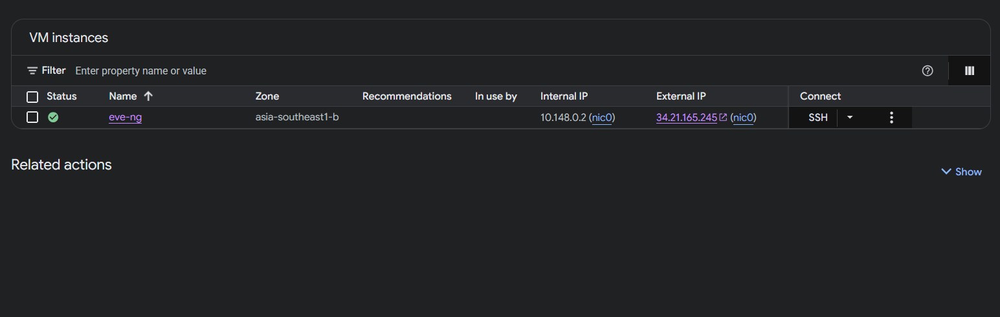 VM instances
Filter Enter property name or value
Status Name Zone Recommendations In use by Internal IP External IP Connect
eve-ng asia-southeast1-b 10.148.0.2 (nic0) 34.21.165.245 (nic0) SSH
Related actions
Show